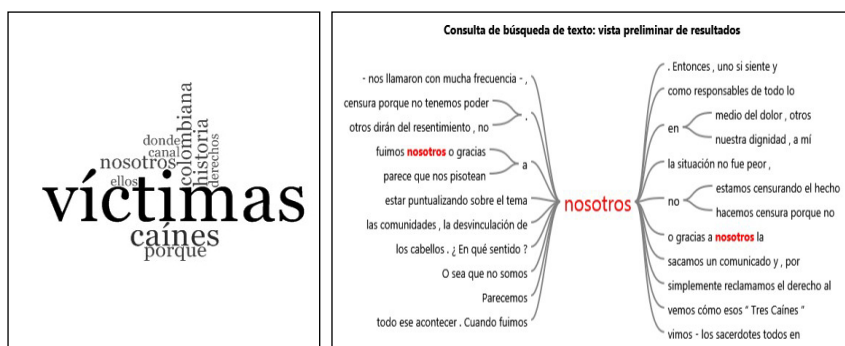 víctimas
caínes
porque
nosotros
ellos
canal
donde
colombiana
historia
derechos
Consulta de búsqueda de texto: vista preliminar de resultados
- nos llamaron con mucha frecuencia - ,
censura porque no tenemos poder
otros dirán del resentimiento , no
,
fuimos nosotros o gracias
parece que nos pisotean
a
estar puntualizando sobre el tema
las comunidades , la desvinculación de
los cabellos . ¿ En qué sentido ?
O sea que no somos
Parecemos
todo ese acontecer . Cuando fuimos
nosotros
. Entonces , uno si siente y
como responsables de todo lo
en
medio del dolor , otros
nuestra dignidad , a mí
la situación no fue peor ,
no
estamos censurando el hecho
hacemos censura porque no
o gracias a nosotros la
sacamos un comunicado y , por
simplemente reclamamos el derecho al
vemos cómo esos “ Tres Caínes “
vimos - los sacerdotes todos en